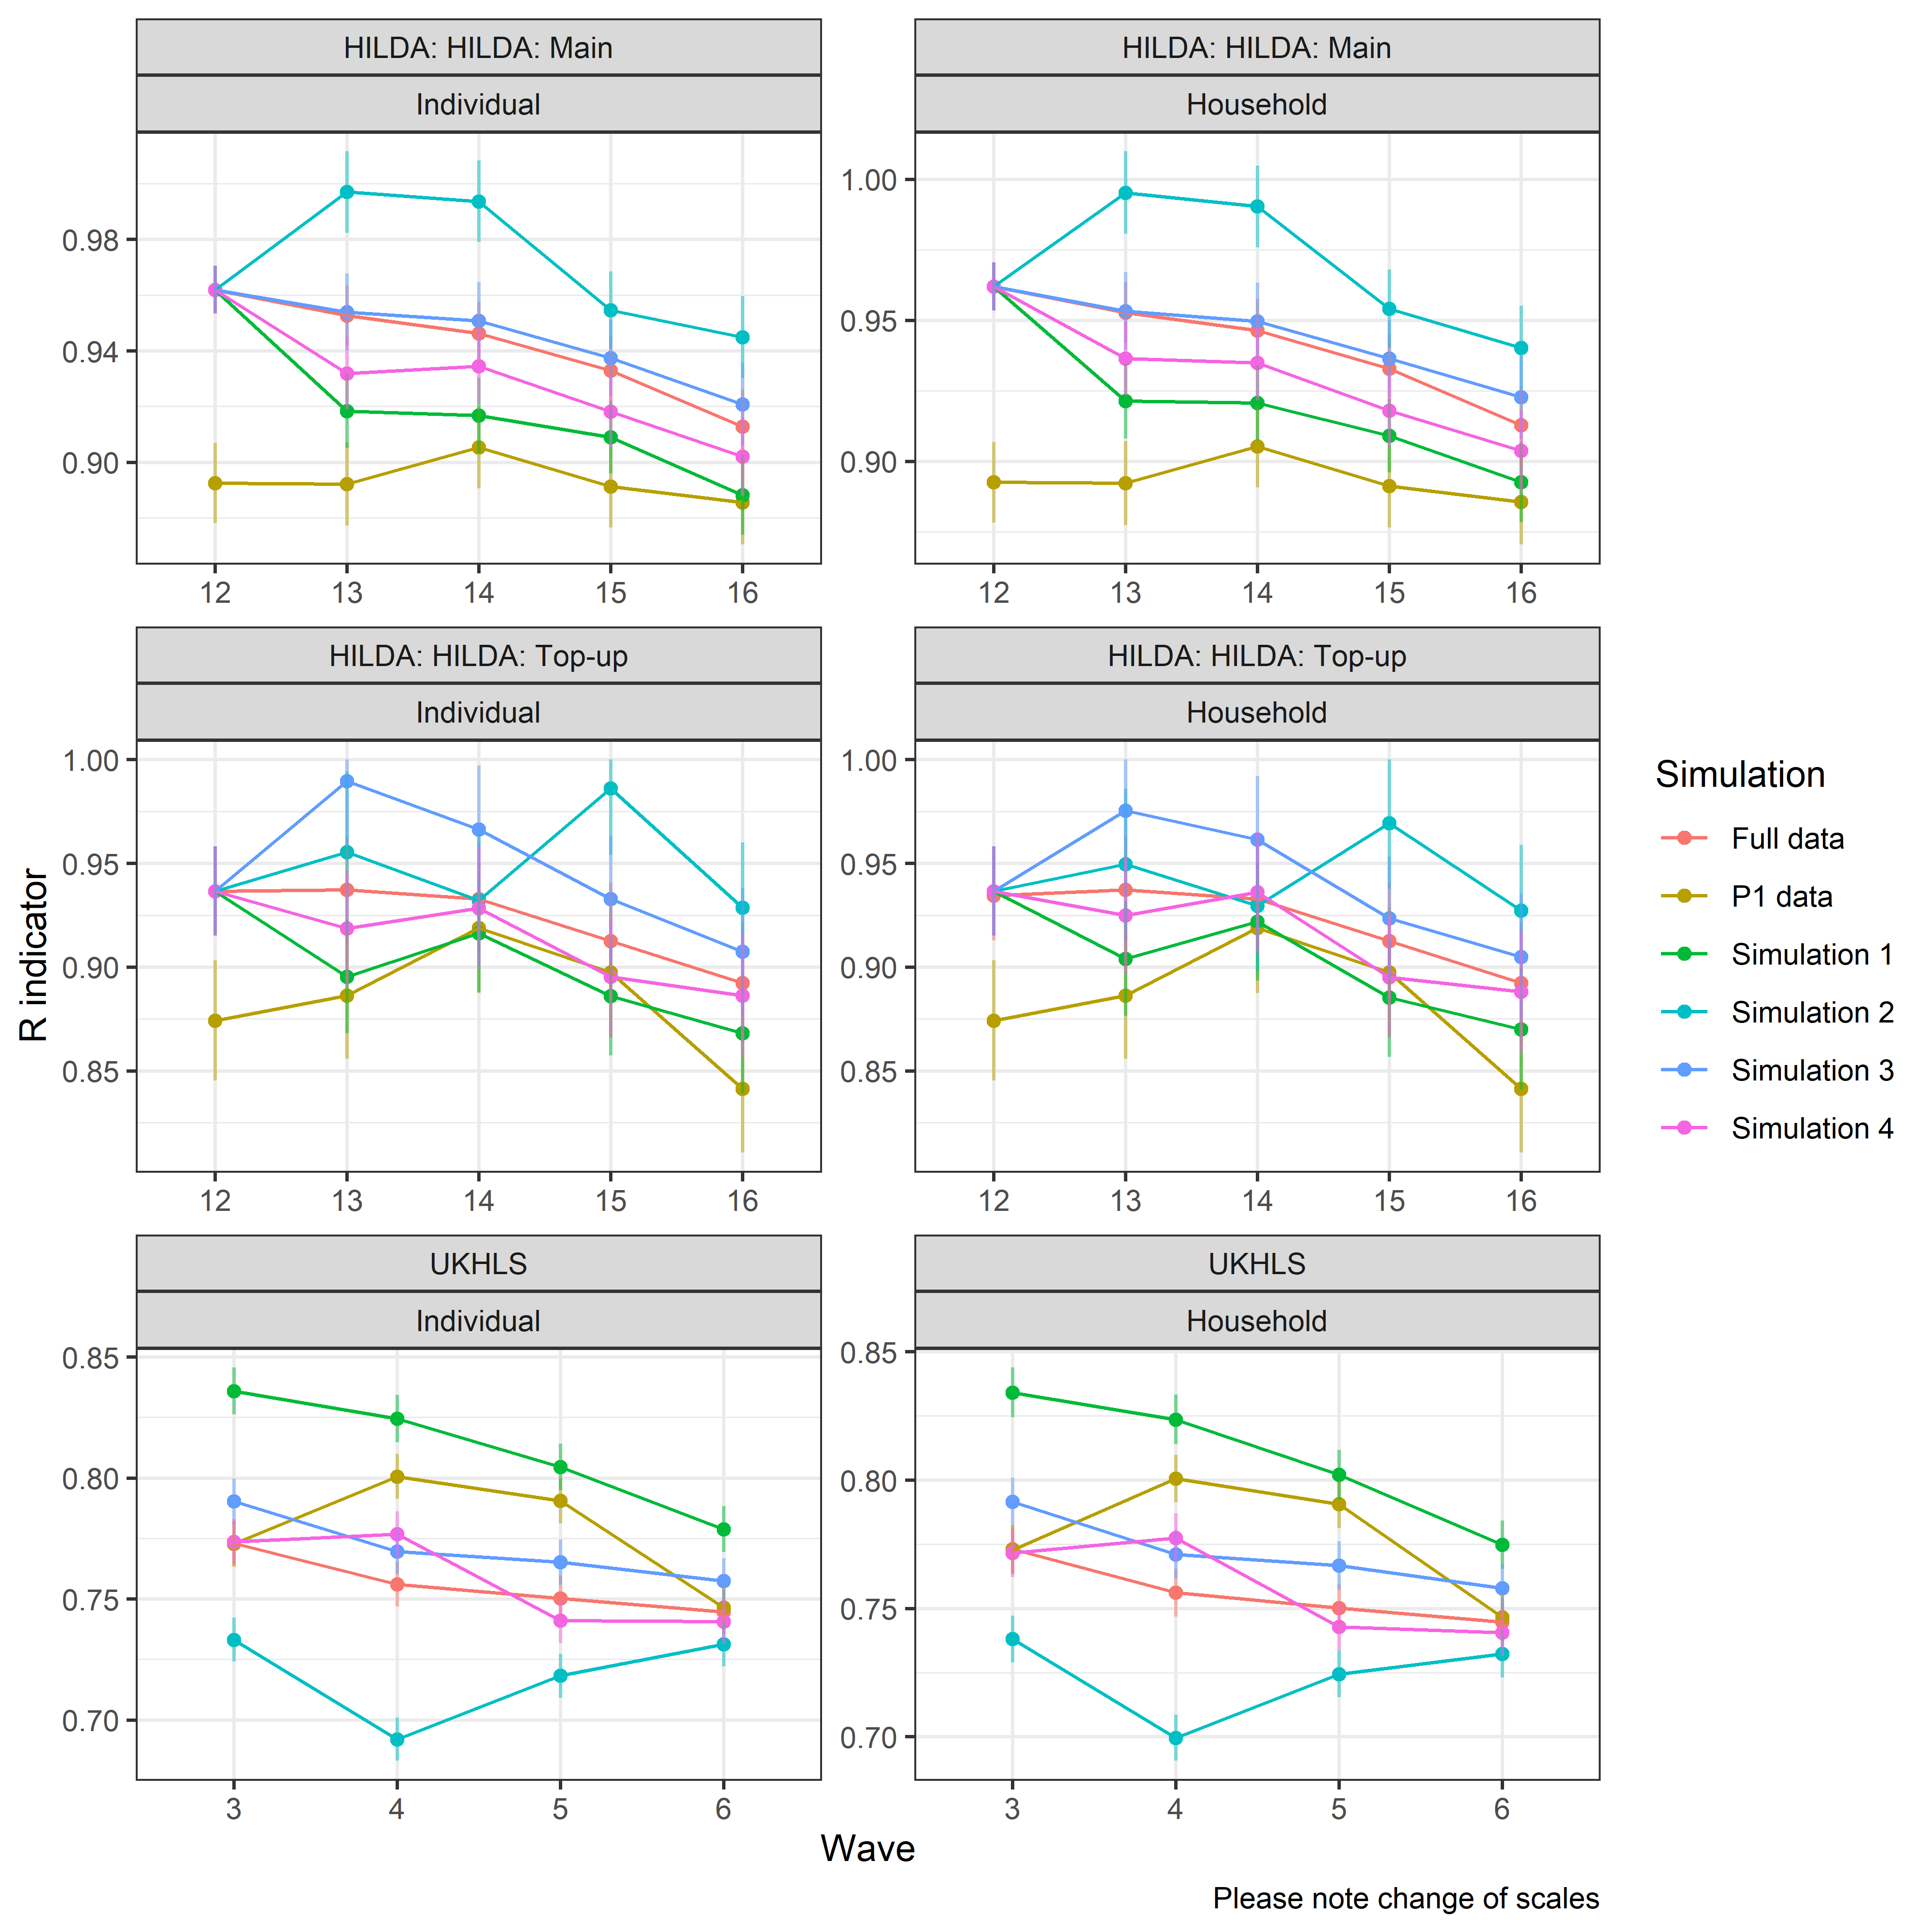 HILDA: HILDA: Main
Individual
0.98
0.94
0.90
12 13 14 15 16
HILDA: HILDA: Main
Household
1.00
0.95
0.90
12 13 14 15 16
HILDA: HILDA: Top-up
Individual
1.00
0.95
0.90
0.85
12 13 14 15 16
HILDA: HILDA: Top-up
Household
1.00
0.95
0.90
0.85
12 13 14 15 16
UKHLS
Individual
0.85
0.80
0.75
0.70
3 4 5 6
UKHLS
Household
0.85
0.80
0.75
0.70
3 4 5 6
R indicator
Wave
Simulation
Full data
P1 data
Simulation 1
Simulation 2
Simulation 3
Simulation 4
Please note change of scales